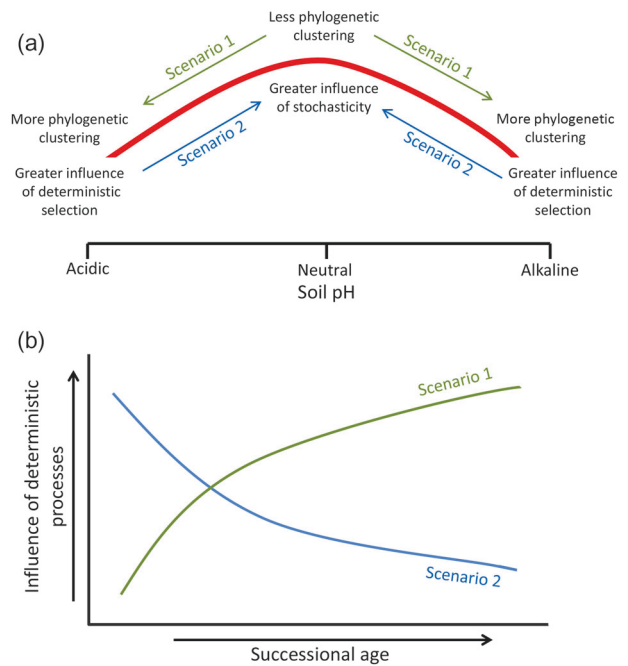 (a)
Less phylogenetic
clustering
Scenario 1
Scenario 1
Greater influence
of stochasticity
More phylogenetic
clustering
More phylogenetic
clustering
Scenario 2
Scenario 2
Greater influence
of deterministic
selection
Greater influence
of deterministic
selection
Acidic
Neutral
Alkaline
Soil pH
(b)
Influence of deterministic
processes
Scenario 1
Scenario 2
Successional age